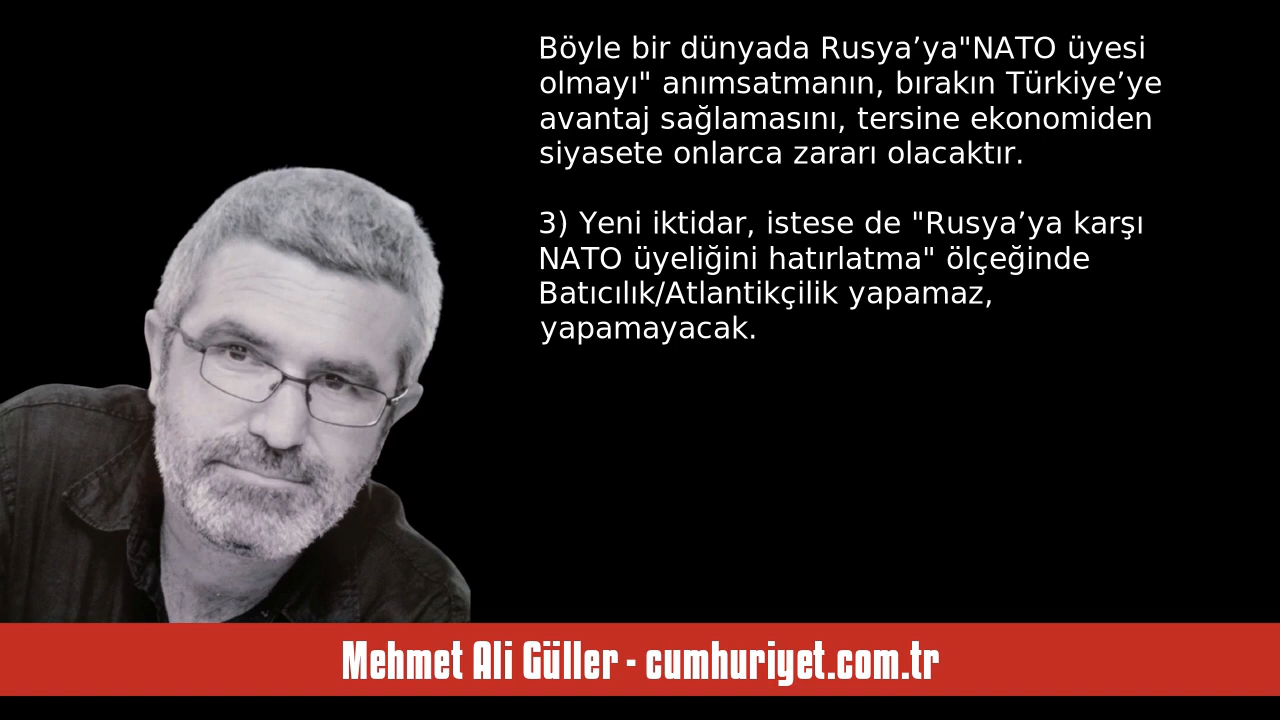 Böyle bir dünyada Rusya’ya"NATO üyesi
olmayı" anımsatmanın, bırakın Türkiye’ye
avantaj sağlamasını, tersine ekonomiden
siyasete onlarca zararı olacaktır.
3) Yeni iktidar, istese de "Rusya’ya karşı
NATO üyeliğini hatırlatma" ölçeğinde
Batıcılık/Atlantikçilik yapamaz,
yapamayacak.
Mehmet Ali Güller - cumhuriyet.com.tr